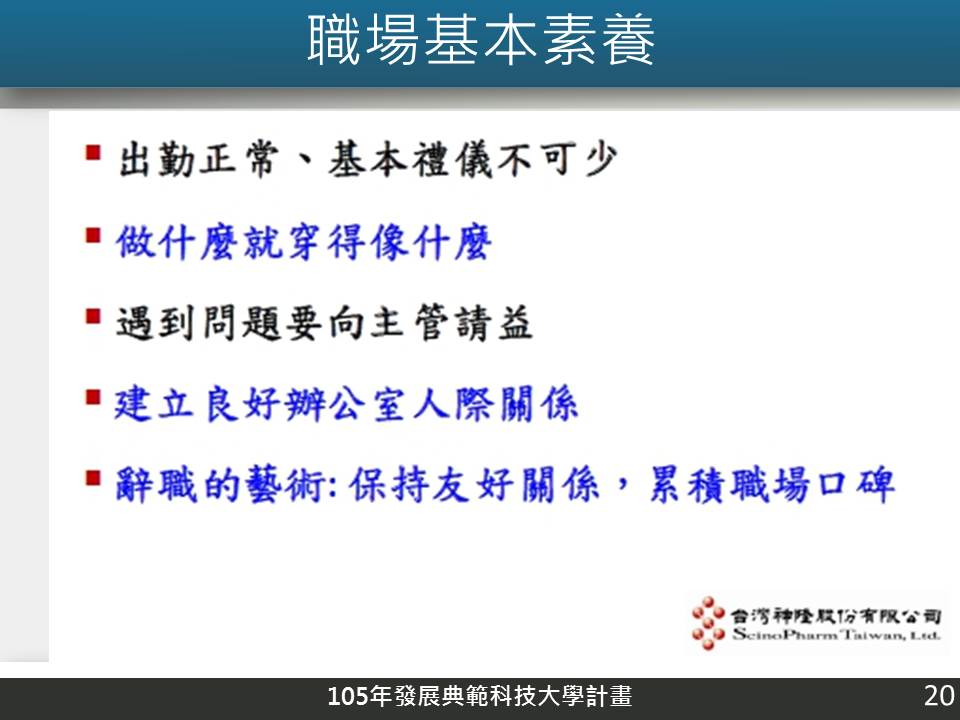 職場基本素養
出勤正常、基本禮儀不可少
做什麼就穿得像什麼
遇到問題要向主管請益
建立良好辦公室人際關係
辭職的藝術: 保持友好關係，累積職場口碑
台灣神隆股份有限公司
ScinoPharm Taiwan, Ltd.
105年發展典範科技大學計畫
20